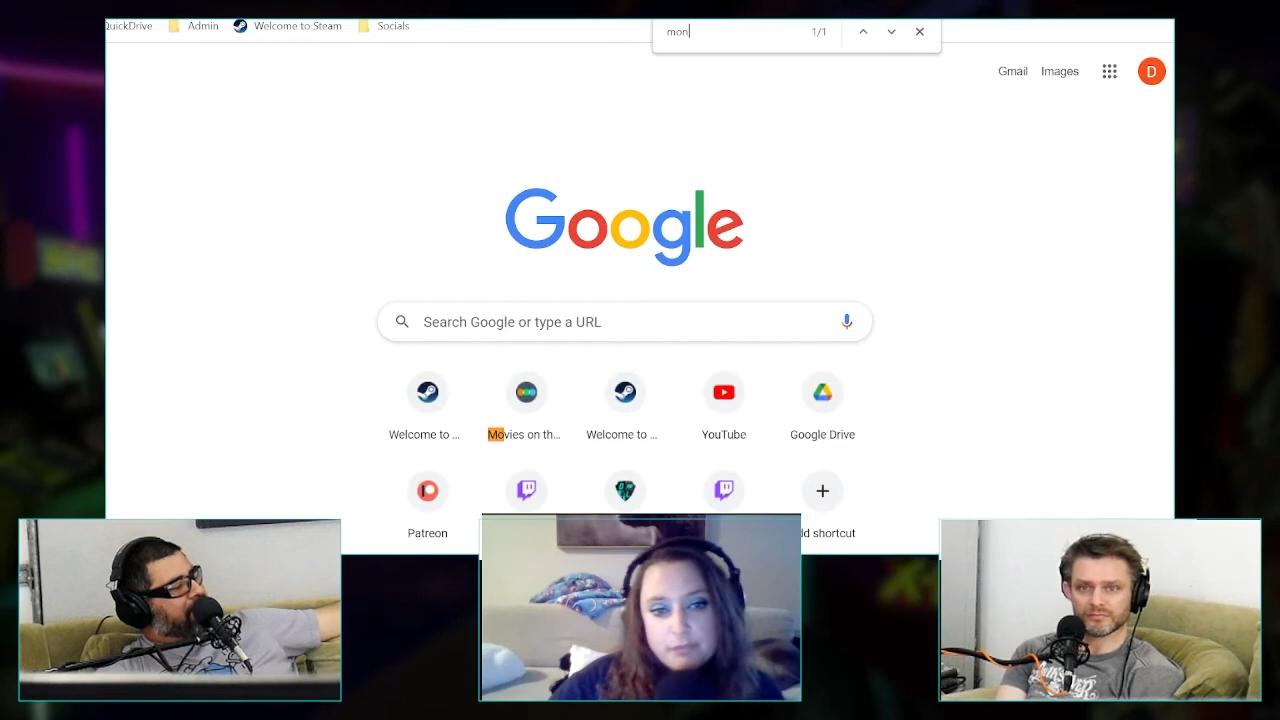 QuickDrive Admin Welcome to Steam Socials
mon 1/1
Gmail Images D
Google
Search Google or type a URL
Welcome to ... Movies on th... Welcome to ... YouTube Google Drive
Patreon dd shortcut